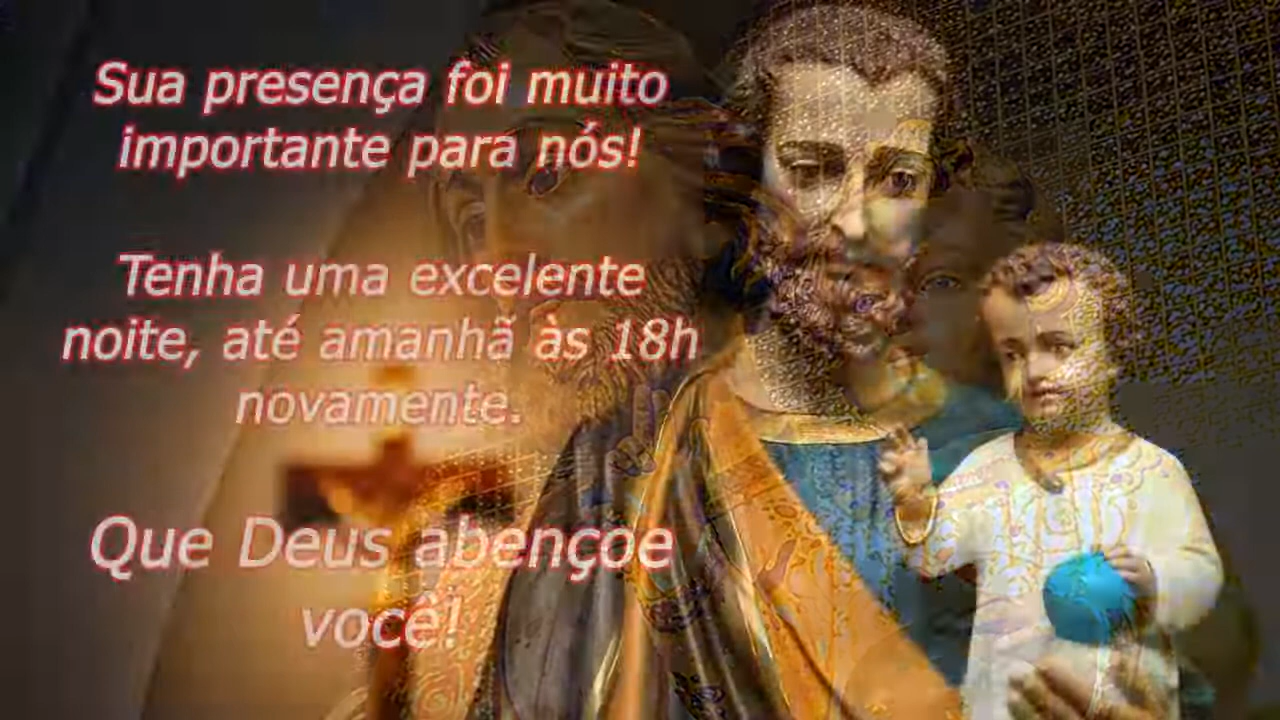 Sua presença foi muito
importante para nós!
Tenha uma excelente
noite, até amanhã às 18h
novamente.
Que Deus abençoe
você!